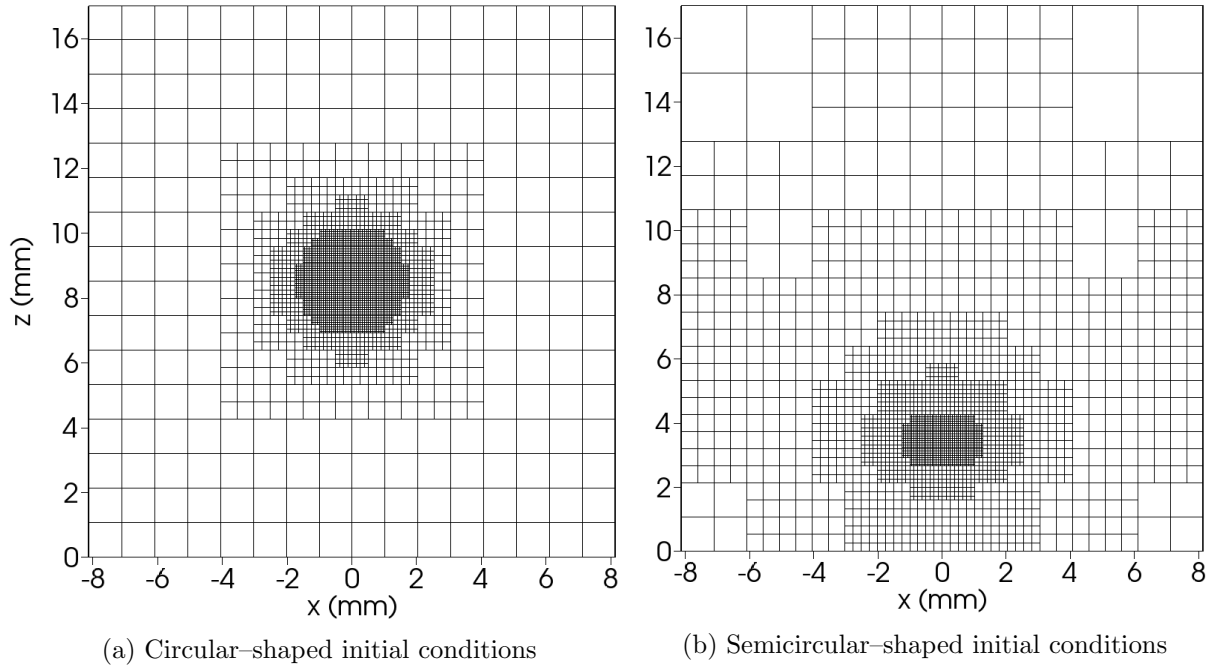 16
14
12
10
8
6
4
2
0
z (mm)
-8 -6 -4 -2 0 2 4 6 8
x (mm)
(a) Circular–shaped initial conditions
16
14
12
10
8
6
4
2
0
-8 -6 -4 -2 0 2 4 6 8
x (mm)
(b) Semicircular–shaped initial conditions